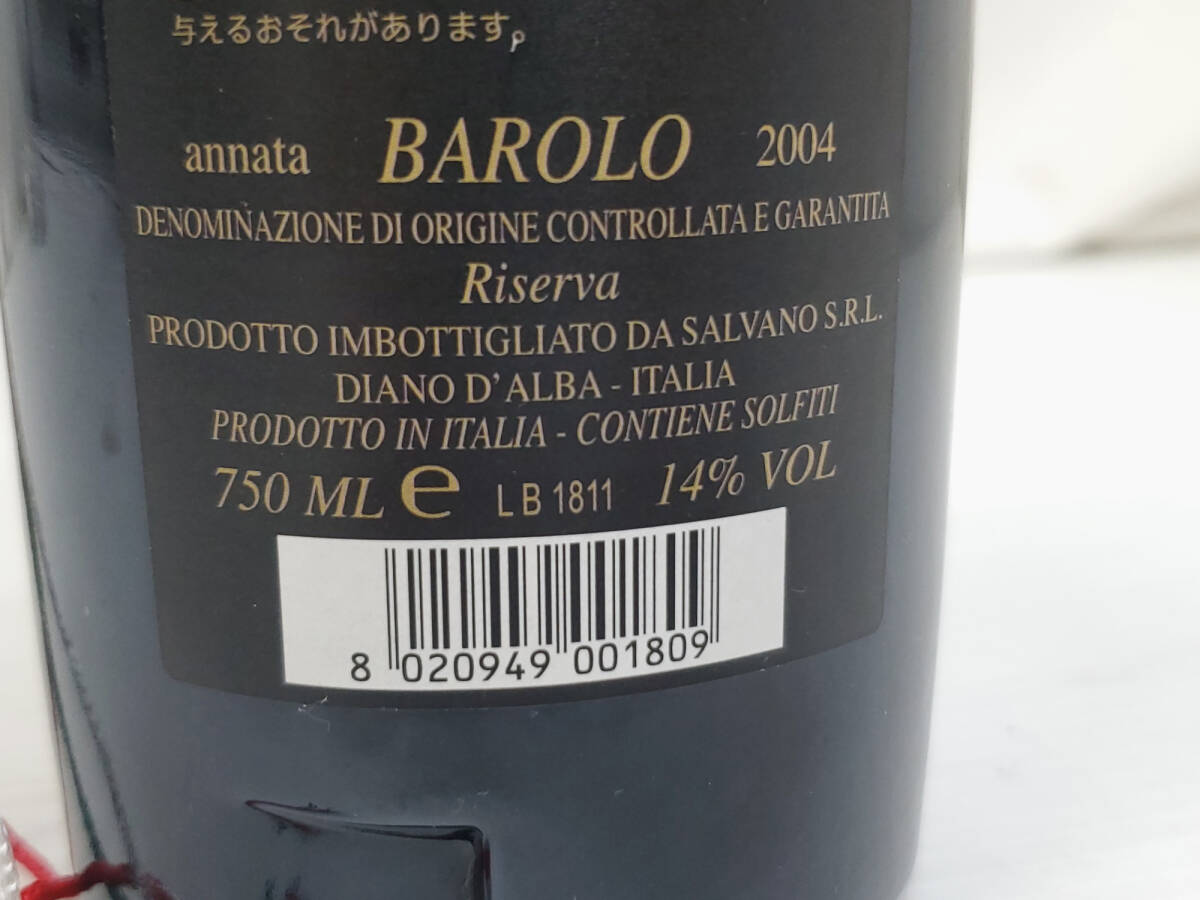 与えるおそれがあります。
annata BAROLO 2004
DENOMINAZIONE DI ORIGINE CONTROLLATA E GARANTITA
Riserva
PRODOTTO IMBOTTIGLIATO DA SALVANO S.R.L.
DIANO D'ALBA - ITALIA
PRODOTTO IN ITALIA - CONTIENE SOLFITI
750 ML e LB 1811 14% VOL
8 020949 001809